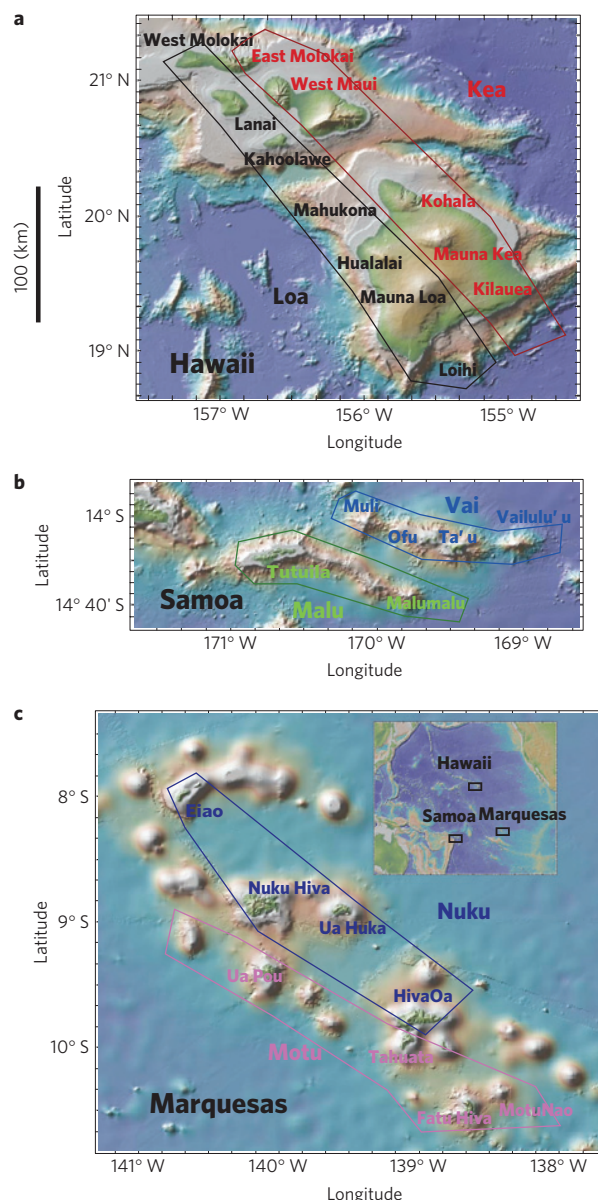 a
West Molokai
East Molokai
West Maui
Kea
Lanai
Kahoolawe
Mahukona
Kohala
Hualalai
Mauna Kea
Loa
Mauna Loa
Kilauea
Hawaii
Loihi
21° N
20° N
19° N
Latitude
100 (km)
157° W
156° W
155° W
Longitude
b
Muli
Vai
Vailulu' u
Ofu
Ta' u
Tutuila
Samoa
Malu
Malumalu
14° S
14° 40' S
Latitude
171° W
170° W
169° W
Longitude
c
Hawaii
Samoa
Marquesas
Eiao
Nuku Hiva
Nuku
Ua Huka
Ua Pou
HivaOa
Motu
Tahuata
Fatu Hiva
MotuNao
Marquesas
8° S
9° S
10° S
Latitude
141° W
140° W
139° W
138° W
Longitude